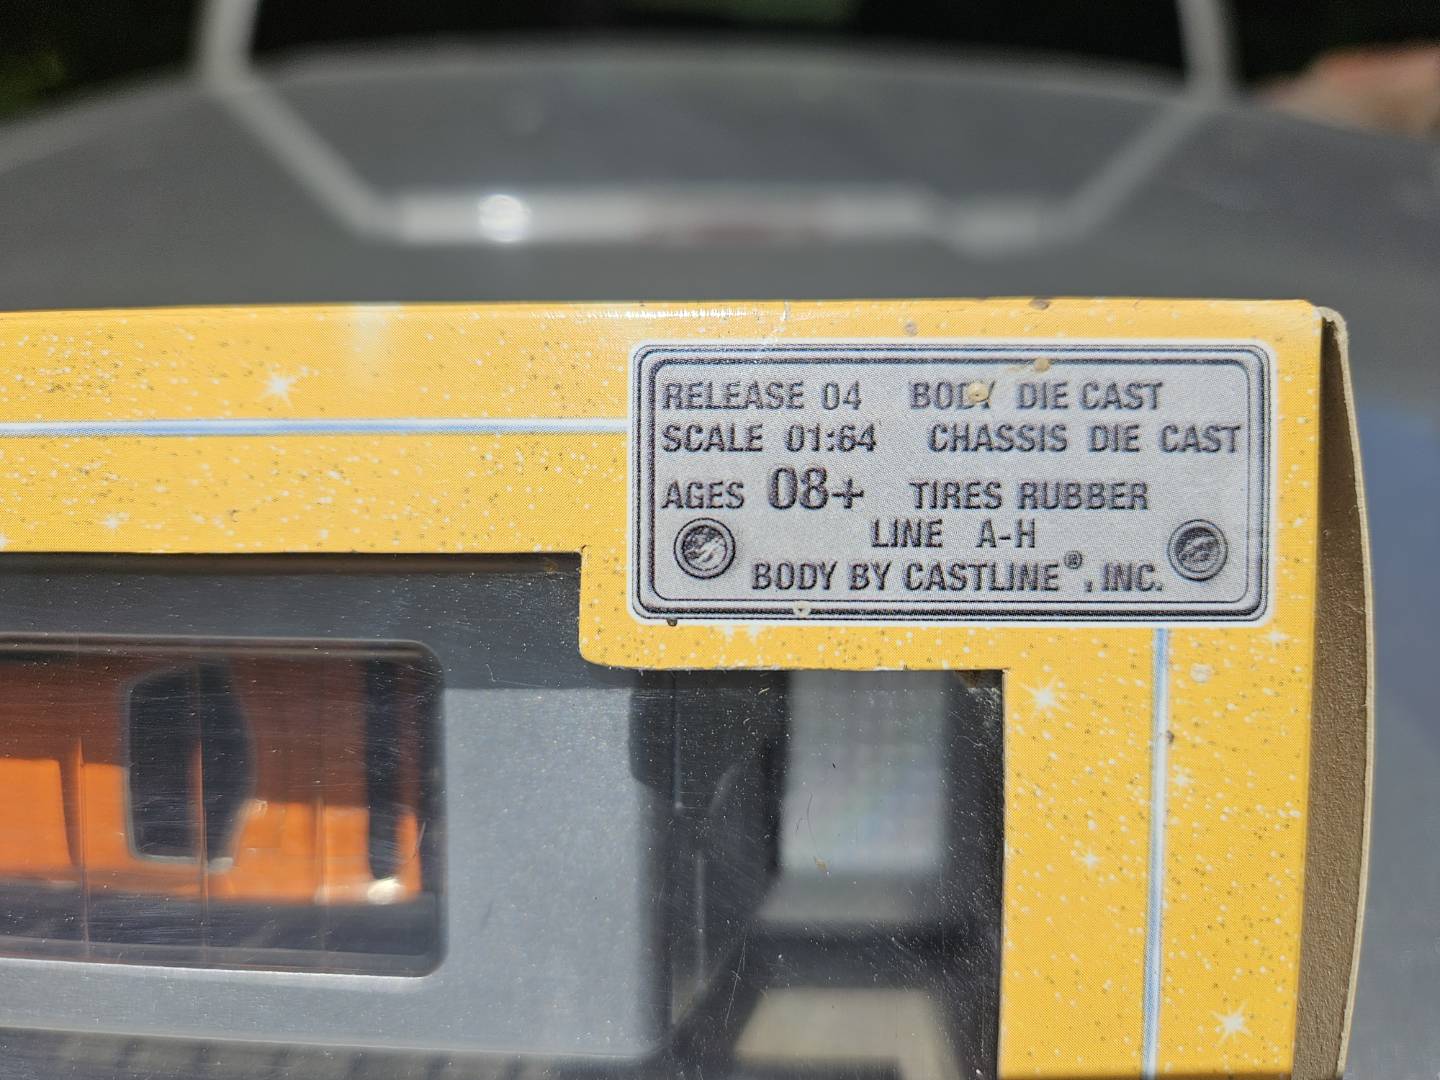 RELEASE 04 BODY DIE CAST
SCALE 01:64 CHASSIS DIE CAST
AGES 08+ TIRES RUBBER
LINE A-H
BODY BY CASTLINE®, INC.